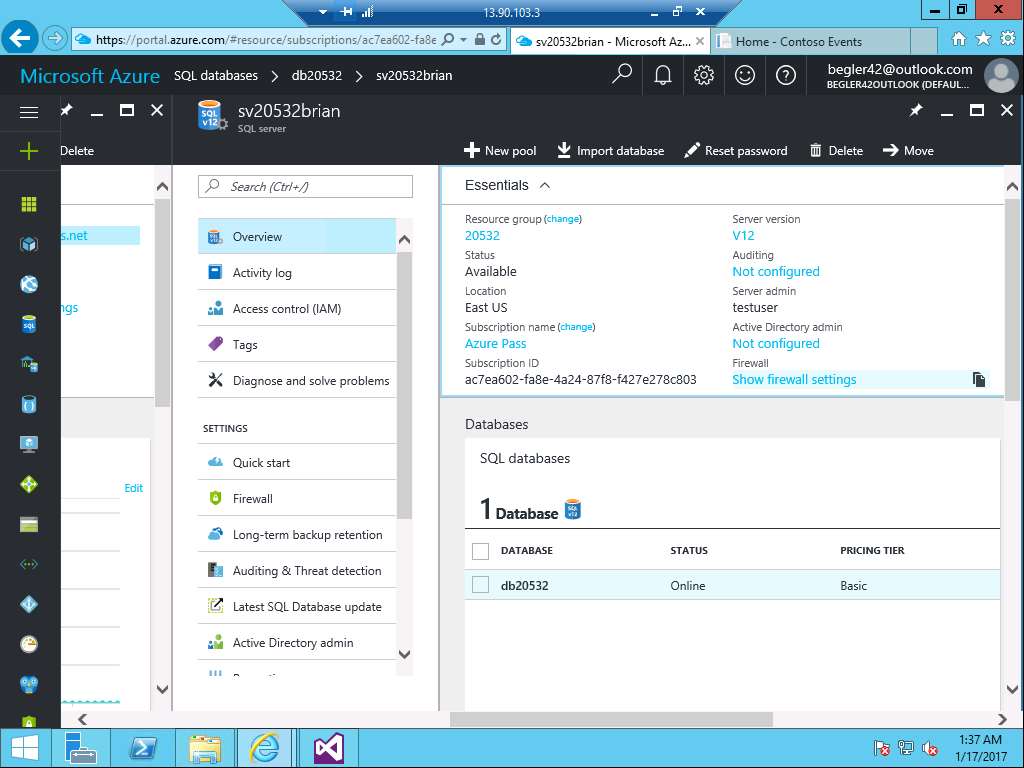 13.90.103.3
https://portal.azure.com/#resource/subscriptions/ac7ea602-fa8e
sv20532brian - Microsoft Az...
Home - Contoso Events
Microsoft Azure
SQL databases > db20532 > sv20532brian
begler42@outlook.com
BEGLER42OUTLOOK (DEFAUL...
Delete
s.net
ngs
Edit
SQL
v12
sv20532brian
SQL server
New pool
Import database
Reset password
Delete
Move
Search (Ctrl+/)
Overview
Activity log
Access control (IAM)
Tags
Diagnose and solve problems
SETTINGS
Quick start
Firewall
Long-term backup retention
Auditing & Threat detection
Latest SQL Database update
Active Directory admin
Essentials
Resource group (change)
20532
Status
Available
Location
East US
Subscription name (change)
Azure Pass
Subscription ID
ac7ea602-fa8e-4a24-87f8-f427e278c803
Server version
V12
Auditing
Not configured
Server admin
testuser
Active Directory admin
Not configured
Firewall
Show firewall settings
Databases
SQL databases
1 Database
DATABASE STATUS PRICING TIER
db20532 Online Basic
1:37 AM
1/17/2017